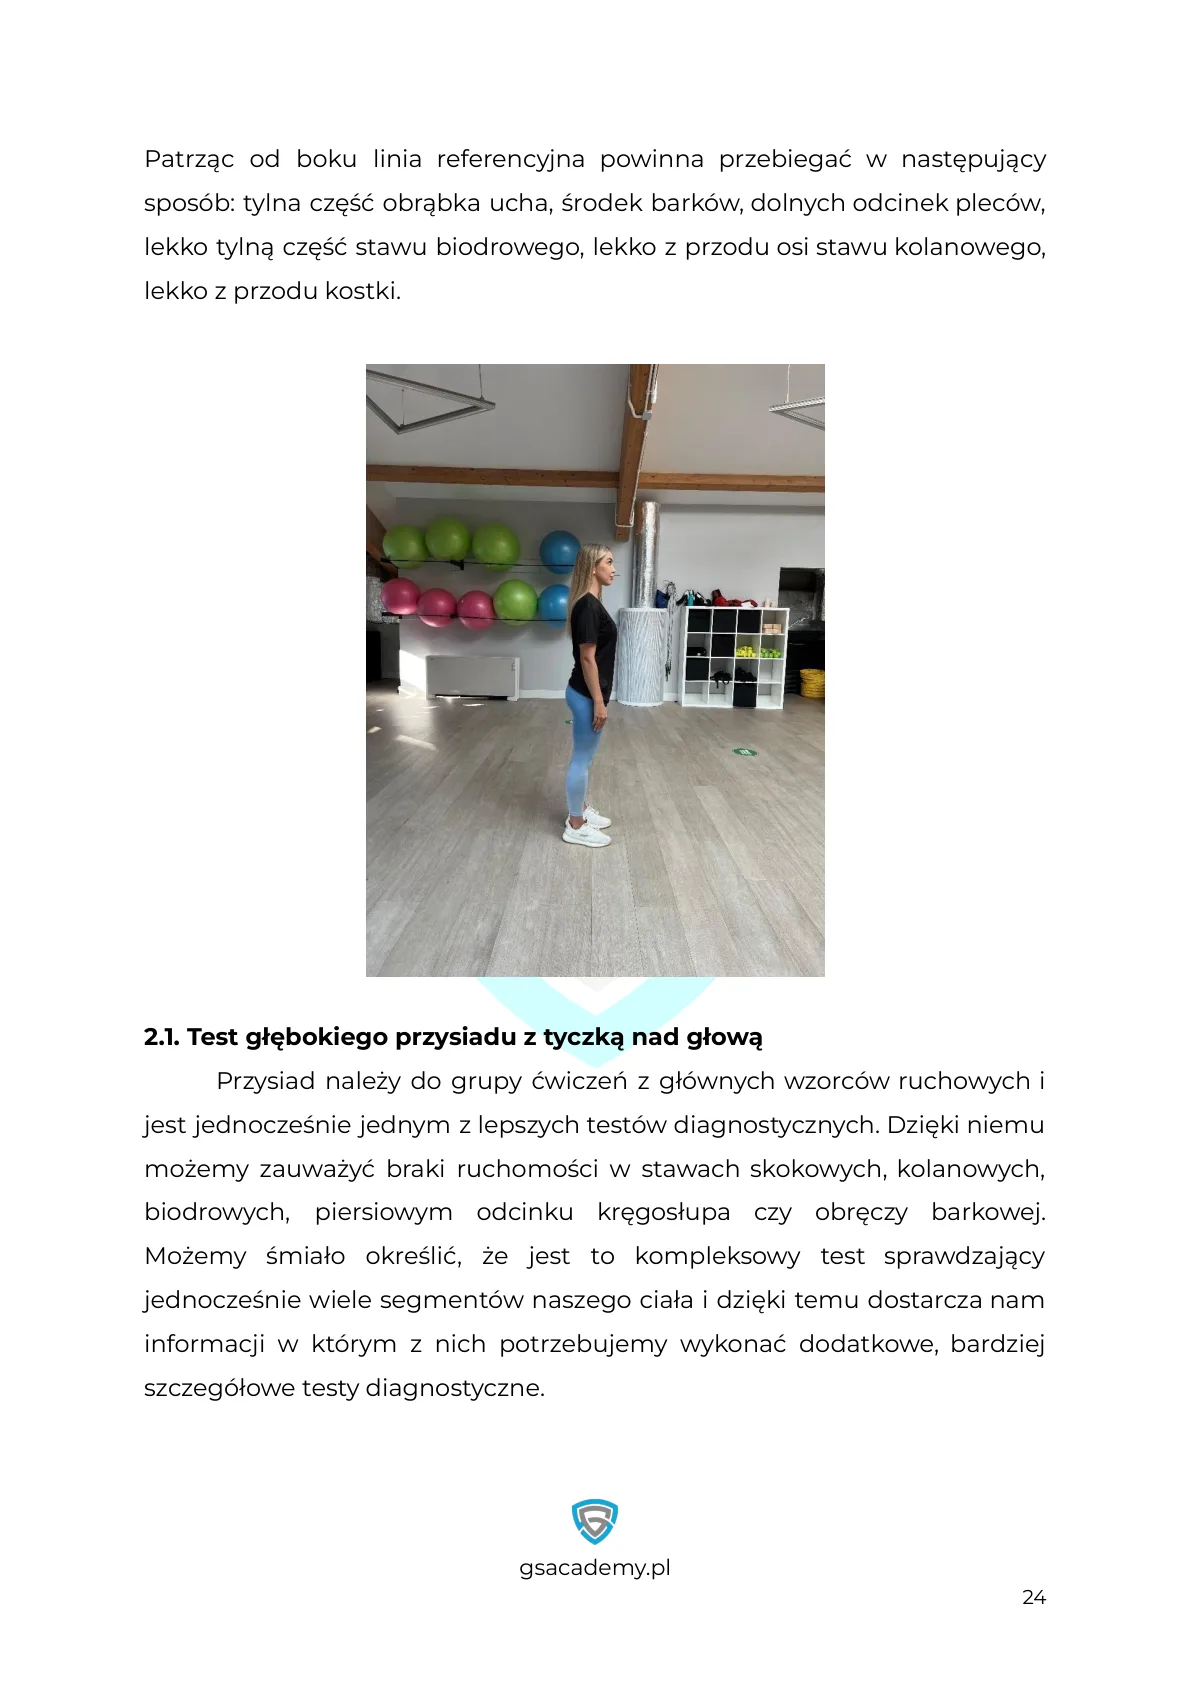 Patrząc od boku linia referencyjna powinna przebiegać w następujący
sposób: tylna część obrąbka ucha, środek barków, dolnych odcinek pleców,
lekko tylną część stawu biodrowego, lekko z przodu osi stawu kolanowego,
lekko z przodu kostki.
2.1. Test głębokiego przysiadu z tyczką nad głową
Przysiad należy do grupy ćwiczeń z głównych wzorców ruchowych i
jest jednocześnie jednym z lepszych testów diagnostycznych. Dzięki niemu
możemy zauważyć braki ruchomości w stawach skokowych, kolanowych,
biodrowych, piersiowym odcinku kręgosłupa czy obręczy barkowej.
Możemy śmiało określić, że jest to kompleksowy test sprawdzający
jednocześnie wiele segmentów naszego ciała i dzięki temu dostarcza nam
informacji w którym z nich potrzebujemy wykonać dodatkowe, bardziej
szczegółowe testy diagnostyczne.
gsacademy.pl
24